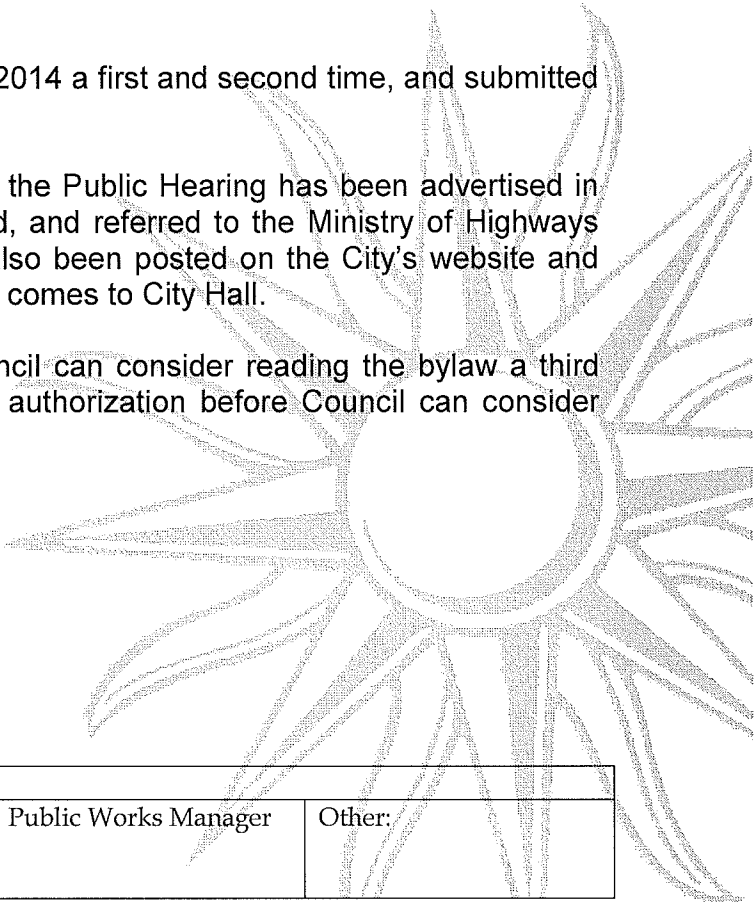 2014 a first and second time, and submitted
the Public Hearing has been advertised in
d, and referred to the Ministry of Highways
lso been posted on the City's website and
comes to City Hall.
ncil can consider reading the bylaw a third
authorization before Council can consider
Public Works Manager
Other: